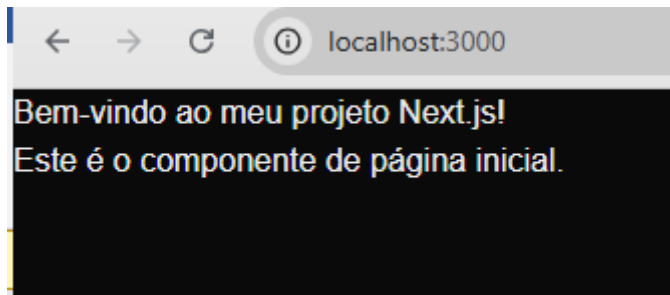 localhost:3000
Bem-vindo ao meu projeto Next.js!
Este é o componente de página inicial.